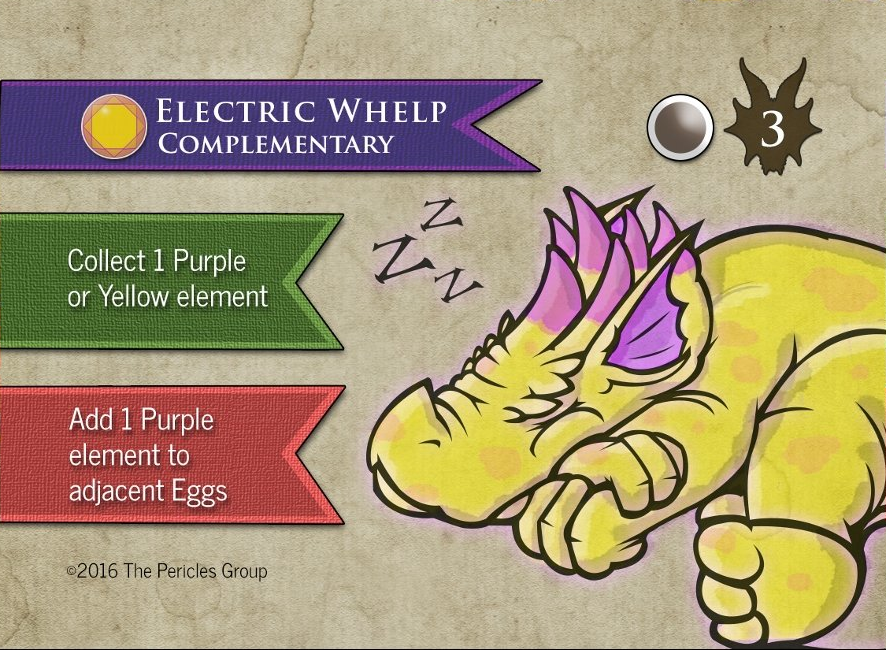 Electric Whelp
Complementary
3
Z
Z
Z
Collect 1 Purple
or Yellow element
Add 1 Purple
element to
adjacent Eggs
©2016 The Pericles Group